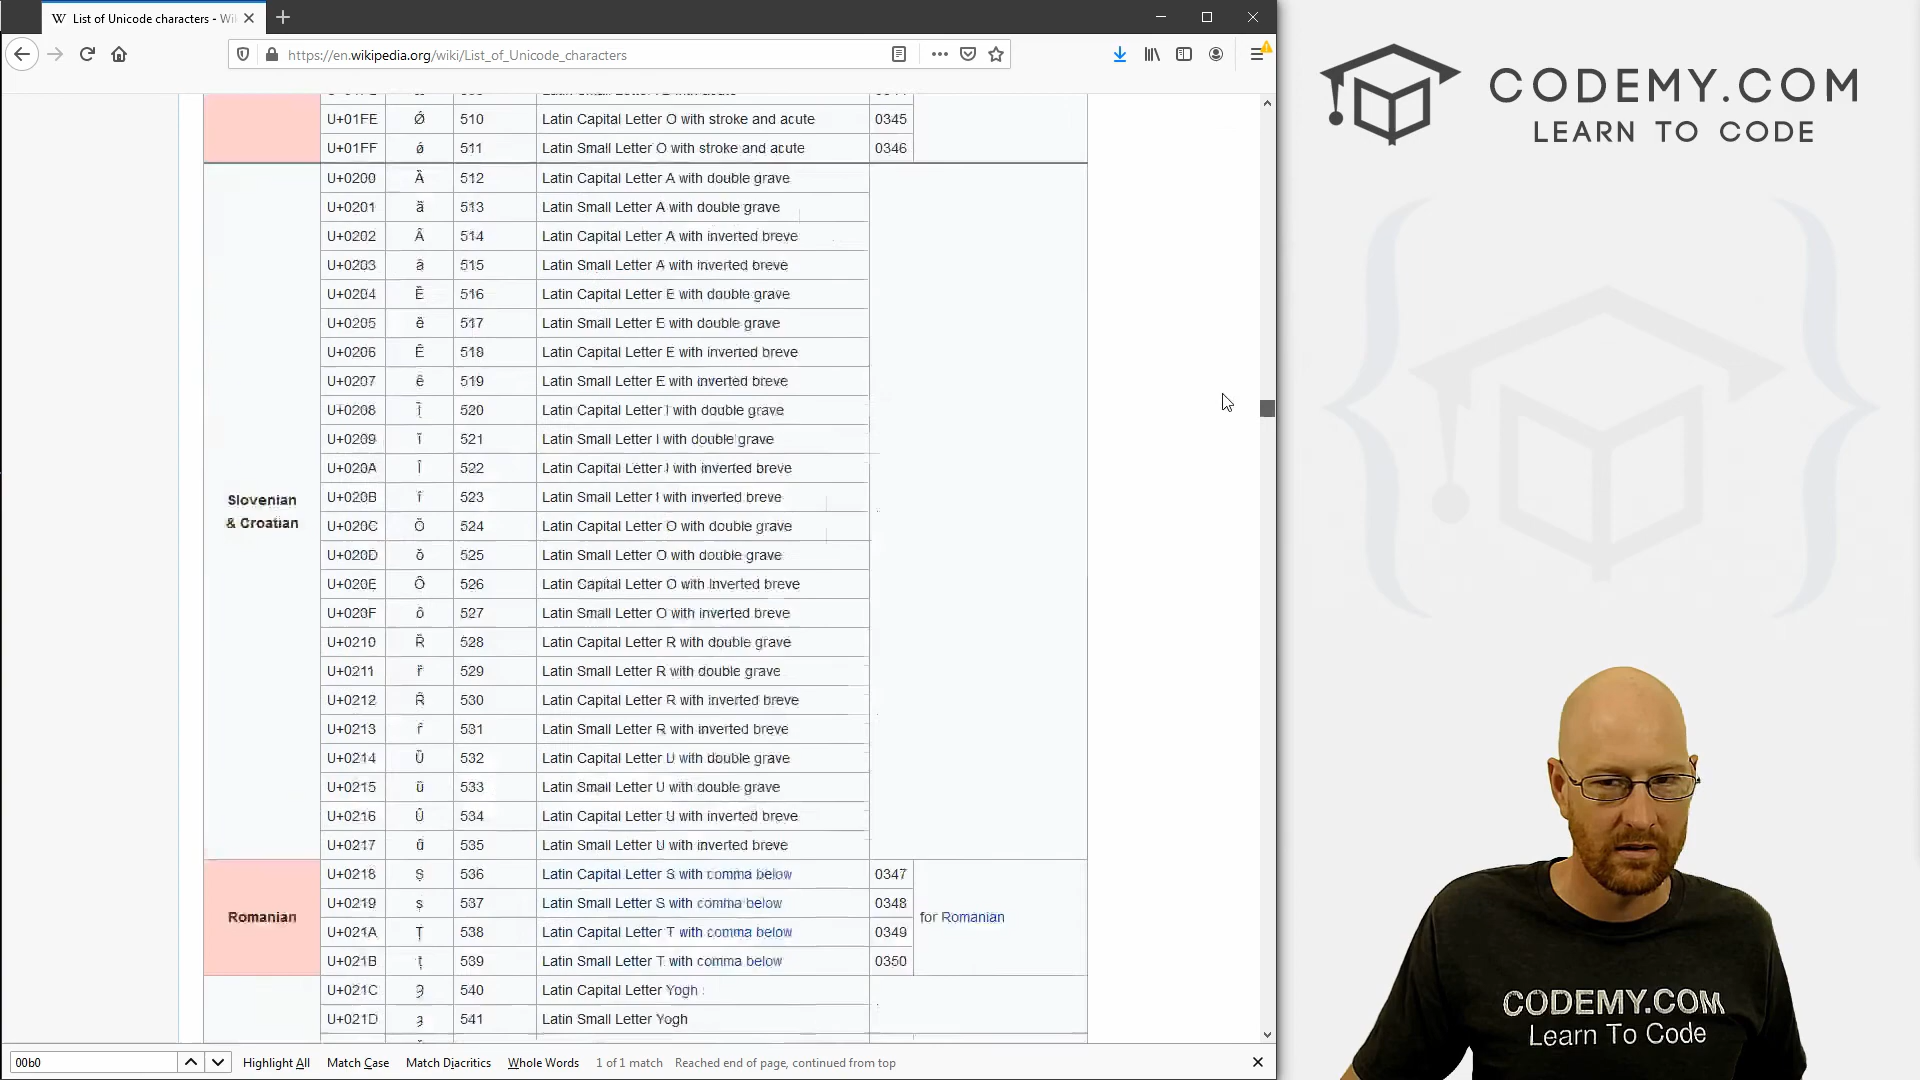 List of Unicode characters - Wi
https://en.wikipedia.org/wiki/List_of_Unicode_characters
U+01FE Ǿ 510 Latin Capital Letter O with stroke and acute 0345
U+01FF ǿ 511 Latin Small Letter O with stroke and acute 0346
U+0200 Ȁ 512 Latin Capital Letter A with double grave
U+0201 ȁ 513 Latin Small Letter A with double grave
U+0202 Ȃ 514 Latin Capital Letter A with inverted breve
U+0203 ȃ 515 Latin Small Letter A with inverted breve
U+0204 Ȅ 516 Latin Capital Letter E with double grave
U+0205 ȅ 517 Latin Small Letter E with double grave
U+0206 Ȇ 518 Latin Capital Letter E with inverted breve
U+0207 ȇ 519 Latin Small Letter E with inverted breve
U+0208 Ȉ 520 Latin Capital Letter I with double grave
U+0209 ȉ 521 Latin Small Letter I with double grave
U+020A Ȋ 522 Latin Capital Letter I with inverted breve
U+020B ȋ 523 Latin Small Letter I with inverted breve
Slovenian
& Croatian
U+020C Ȍ 524 Latin Capital Letter O with double grave
U+020D ȍ 525 Latin Small Letter O with double grave
U+020E Ȏ 526 Latin Capital Letter O with inverted breve
U+020F ȏ 527 Latin Small Letter O with inverted breve
U+0210 Ȑ 528 Latin Capital Letter R with double grave
U+0211 ȑ 529 Latin Small Letter R with double grave
U+0212 Ȓ 530 Latin Capital Letter R with inverted breve
U+0213 ȓ 531 Latin Small Letter R with inverted breve
U+0214 Ȕ 532 Latin Capital Letter U with double grave
U+0215 ȕ 533 Latin Small Letter U with double grave
U+0216 Ȗ 534 Latin Capital Letter U with inverted breve
U+0217 ȗ 535 Latin Small Letter U with inverted breve
U+0218 Ș 536 Latin Capital Letter S with comma below 0347
U+0219 ș 537 Latin Small Letter S with comma below 0348
Romanian
for Romanian
U+021A Ț 538 Latin Capital Letter T with comma below 0349
U+021B ț 539 Latin Small Letter T with comma below 0350
U+021C Ȝ 540 Latin Capital Letter Yogh
U+021D ȝ 541 Latin Small Letter Yogh
00b0 Highlight All Match Case Match Diacritics Whole Words 1 of 1 match Reached end of page, continued from top
CODEMY.COM
LEARN TO CODE
CODEMY.COM
Learn To Code